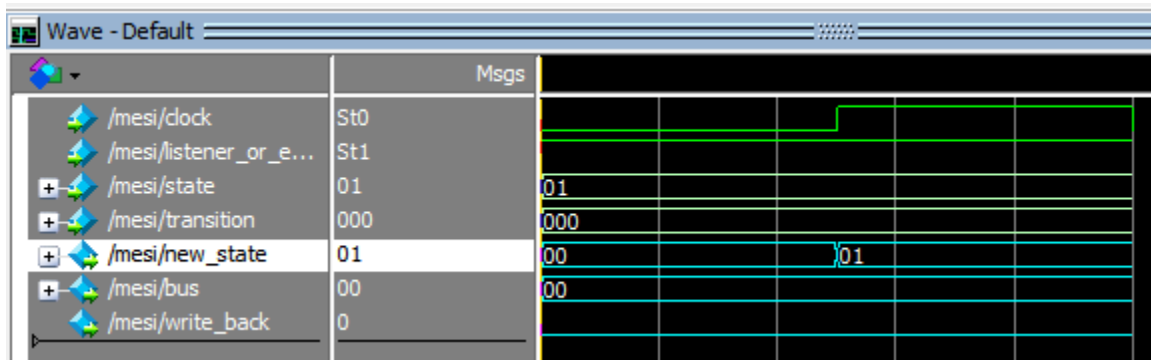 Wave - Default
Msgs
/mesi/clock St0
/mesi/listener_or_e... St1
/mesi/state 01 01
/mesi/transition 000 000
/mesi/new_state 01 00 01
/mesi/bus 00 00
/mesi/write_back 0